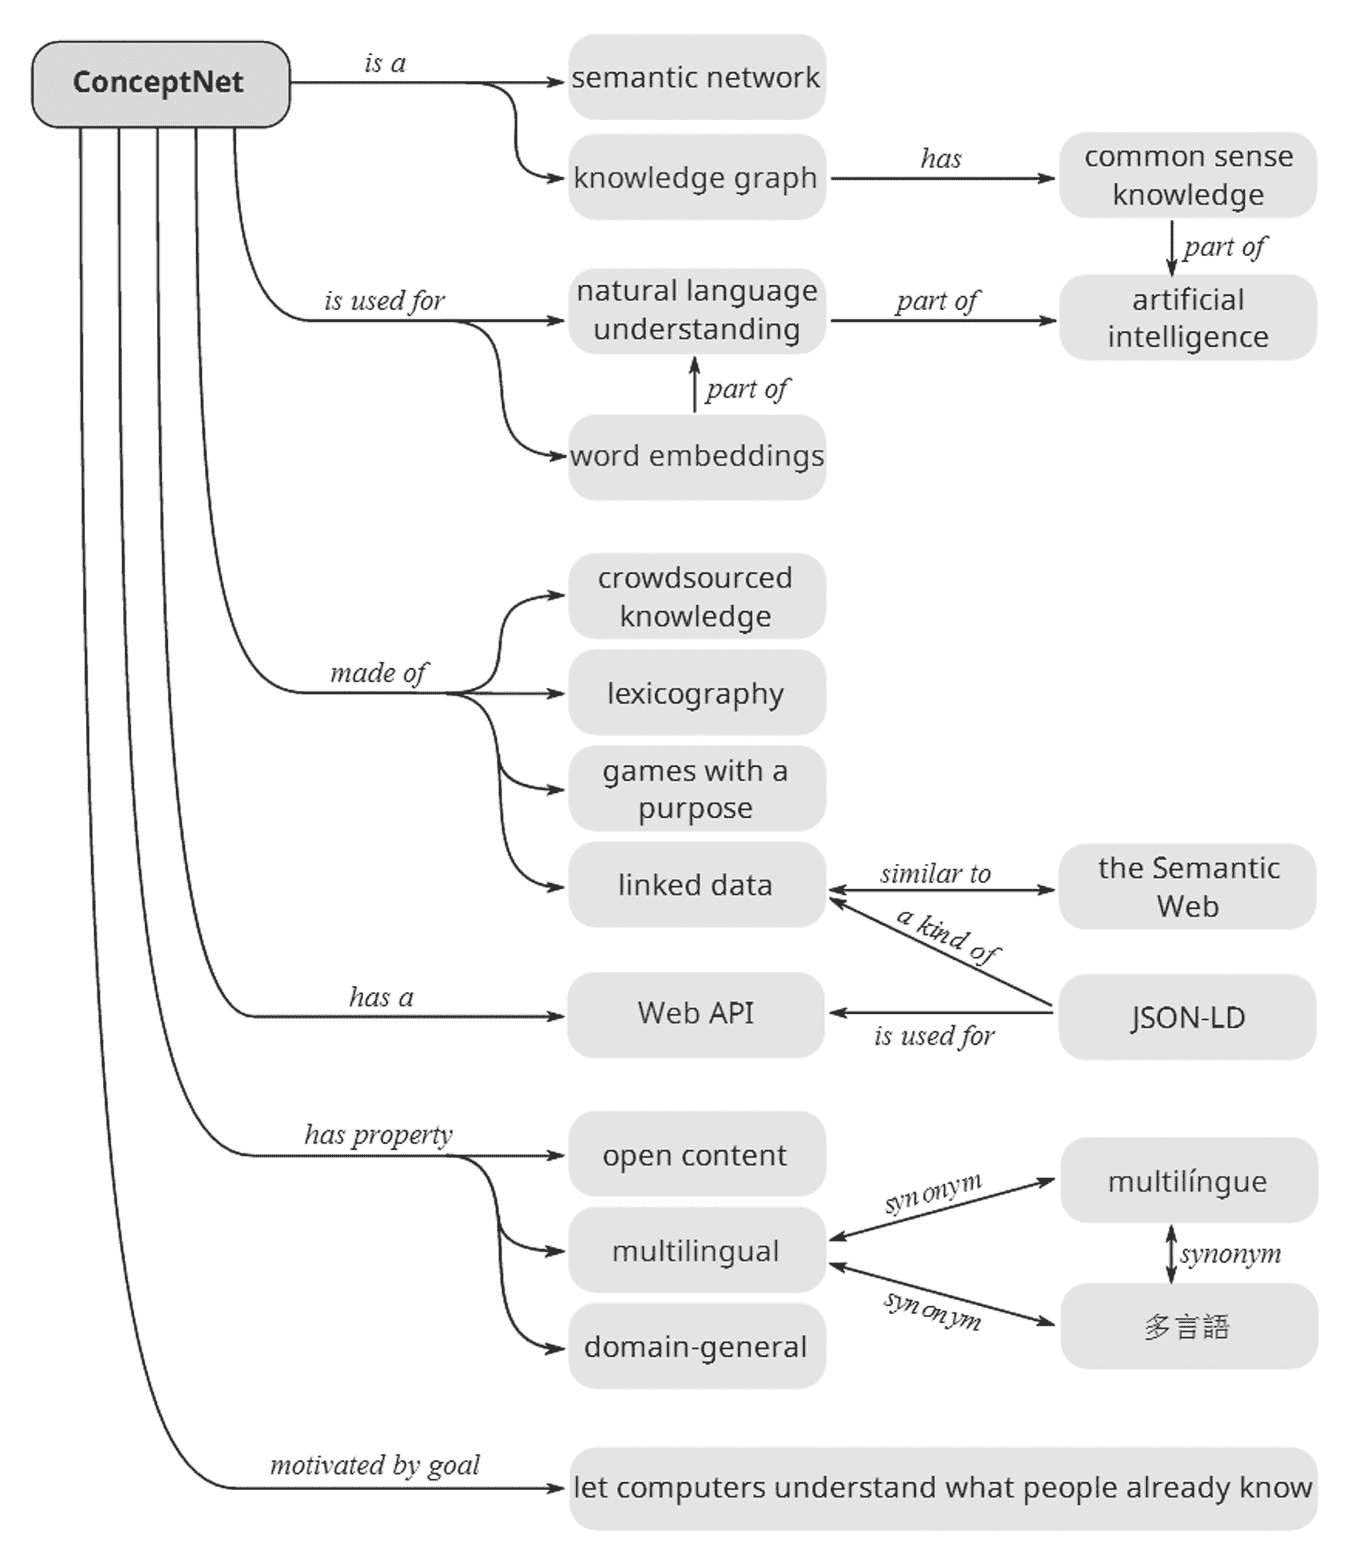 ConceptNet
is a
semantic network
knowledge graph
has
common sense
knowledge
part of
is used for
natural language
understanding
part of
artificial
intelligence
part of
word embeddings
made of
crowdsourced
knowledge
lexicography
games with a
purpose
linked data
similar to
the Semantic
Web
a kind of
has a
Web API
is used for
JSON-LD
has property
open content
multilingual
domain-general
synonym
multilíngue
synonym
synonym
多言語
motivated by goal
let computers understand what people already know